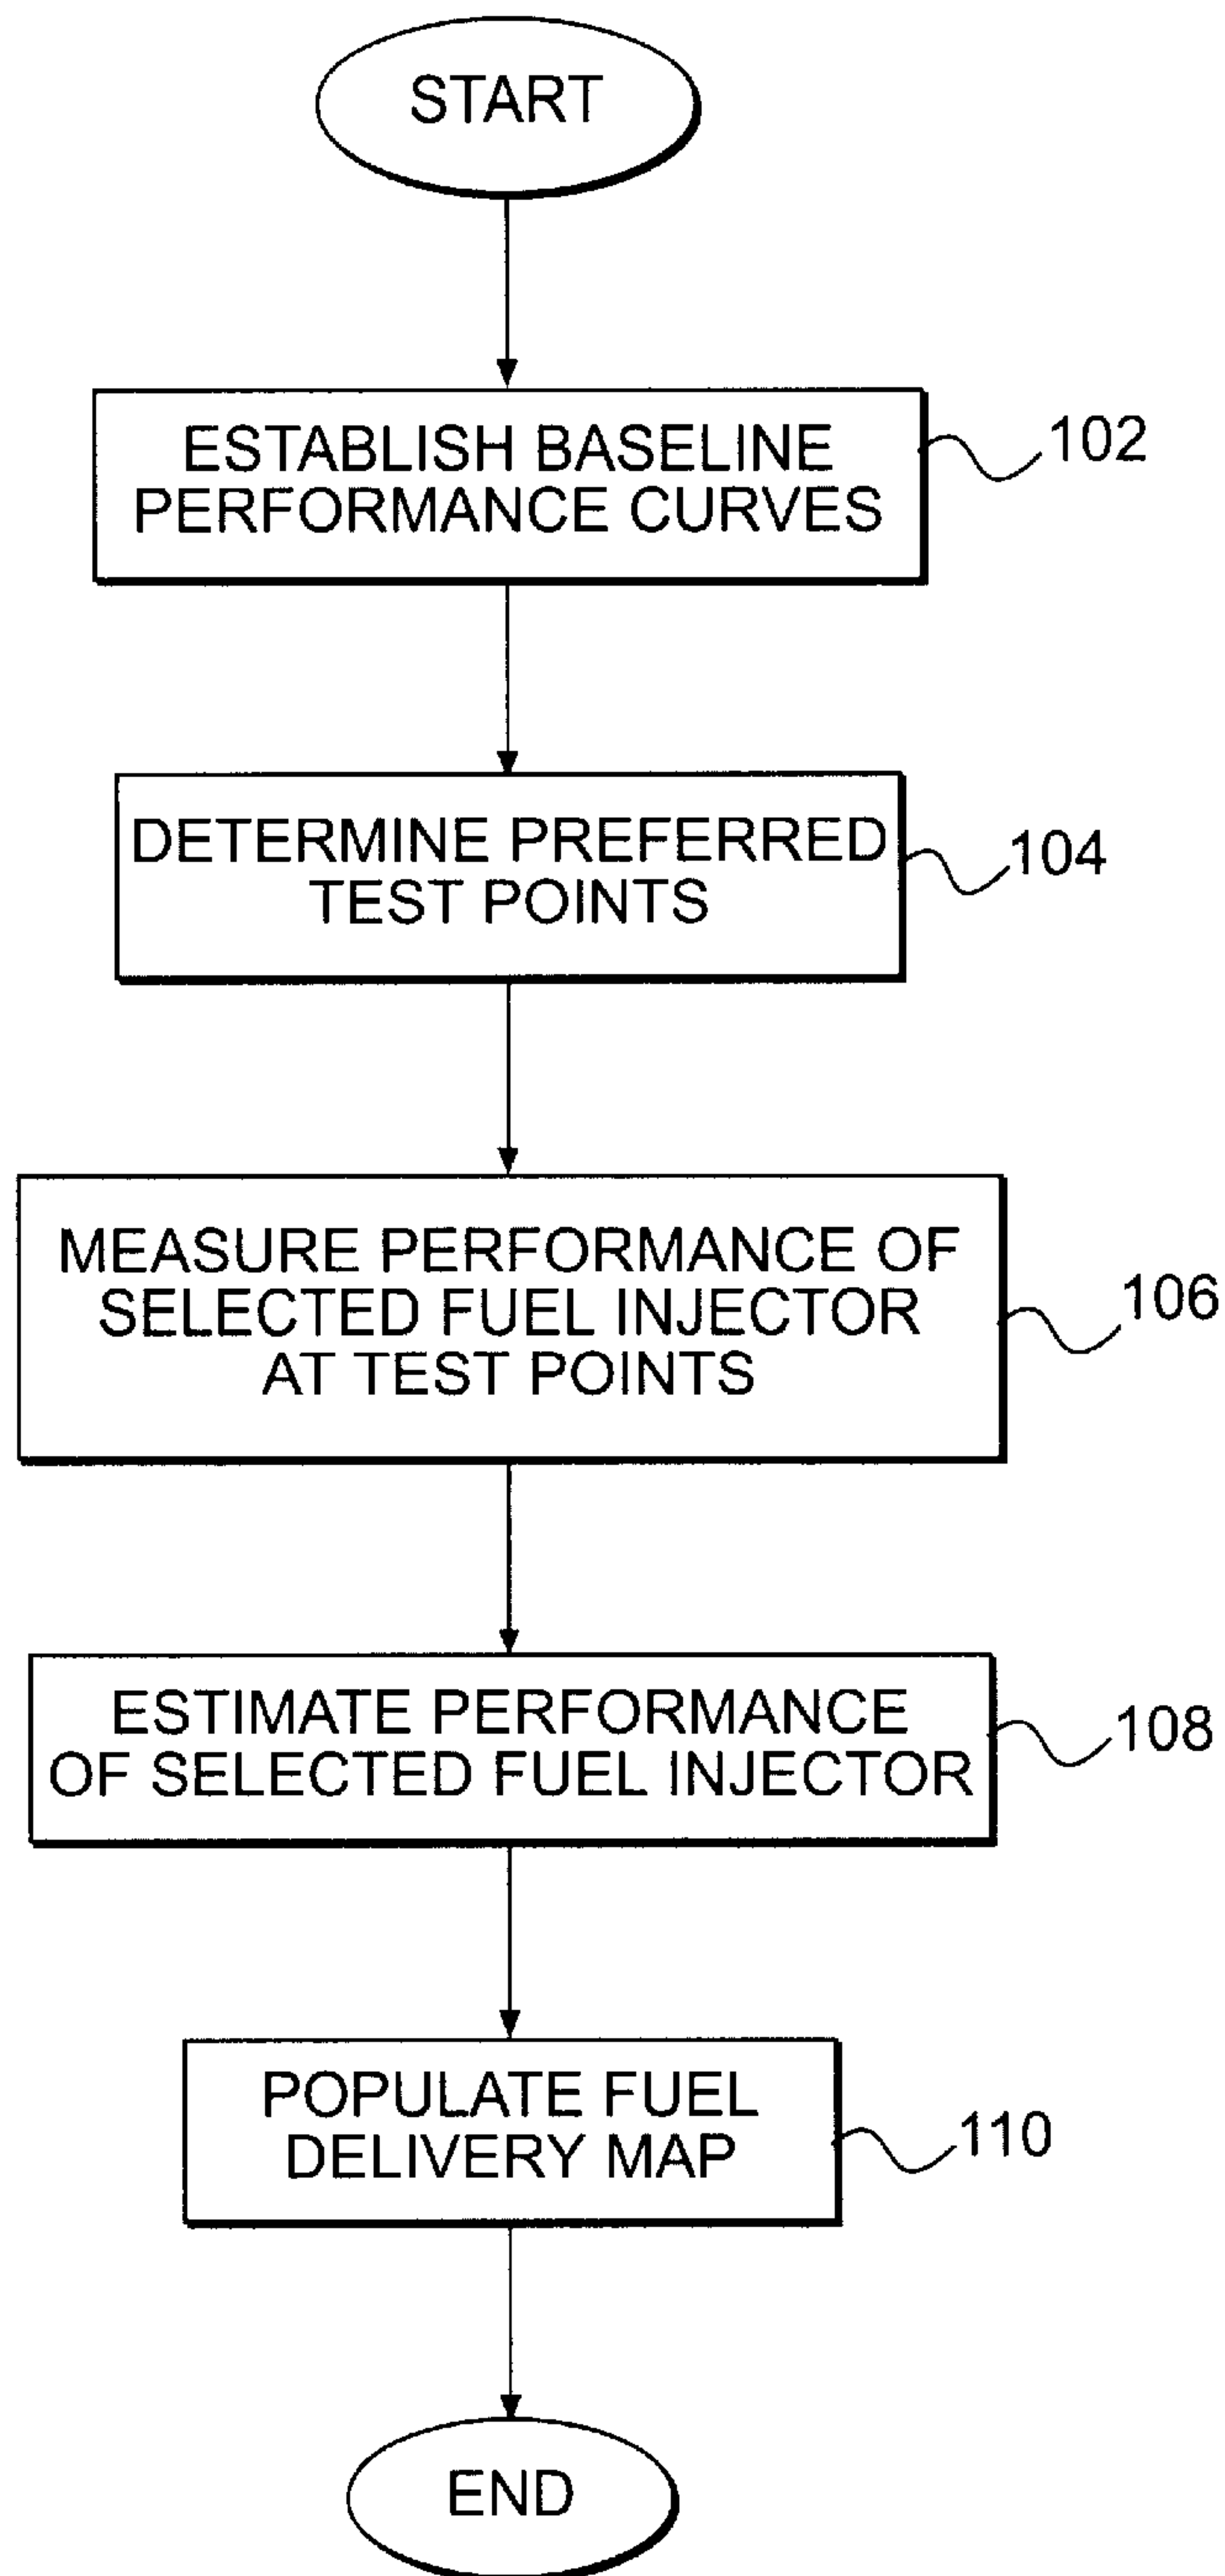 START
ESTABLISH BASELINE
PERFORMANCE CURVES
102
DETERMINE PREFERRED
TEST POINTS
104
MEASURE PERFORMANCE OF
SELECTED FUEL INJECTOR
AT TEST POINTS
106
ESTIMATE PERFORMANCE
OF SELECTED FUEL INJECTOR
108
POPULATE FUEL
DELIVERY MAP
110
END